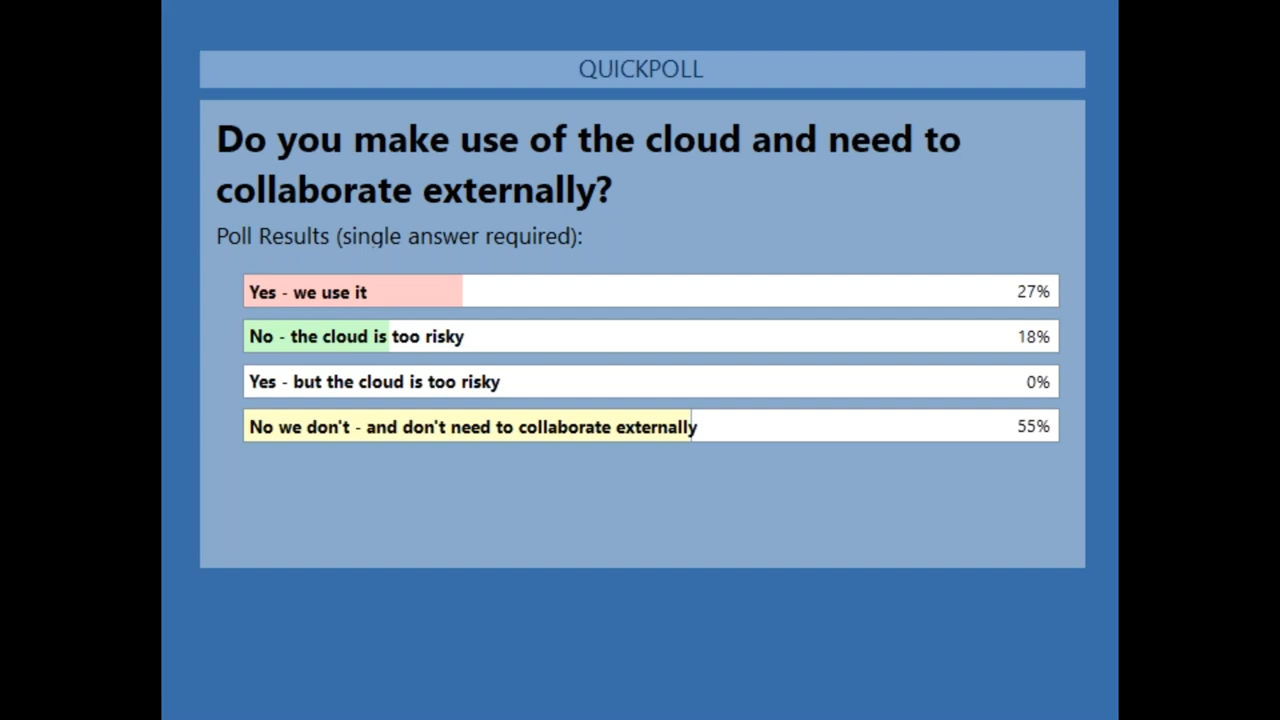 QUICKPOLL
Do you make use of the cloud and need to
collaborate externally?
Poll Results (single answer required):
Yes - we use it 27%
No - the cloud is too risky 18%
Yes - but the cloud is too risky 0%
No we don't - and don't need to collaborate externally 55%